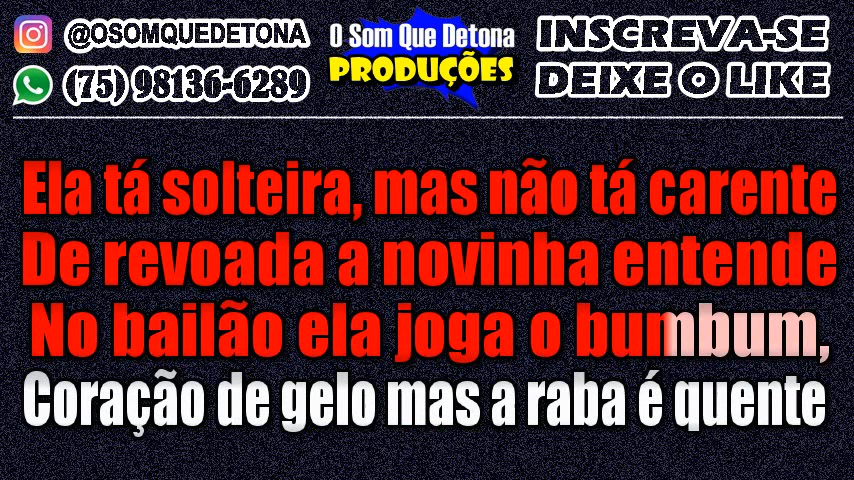 @OSOMQUEDETONA
(75) 98136-6289
O Som Que Detona
PRODUÇÕES
INSCREVA-SE
DEIXE O LIKE
Ela tá solteira, mas não tá carente
De revoada a novinha entende
No bailão ela joga o bumbum,
Coração de gelo mas a raba é quente